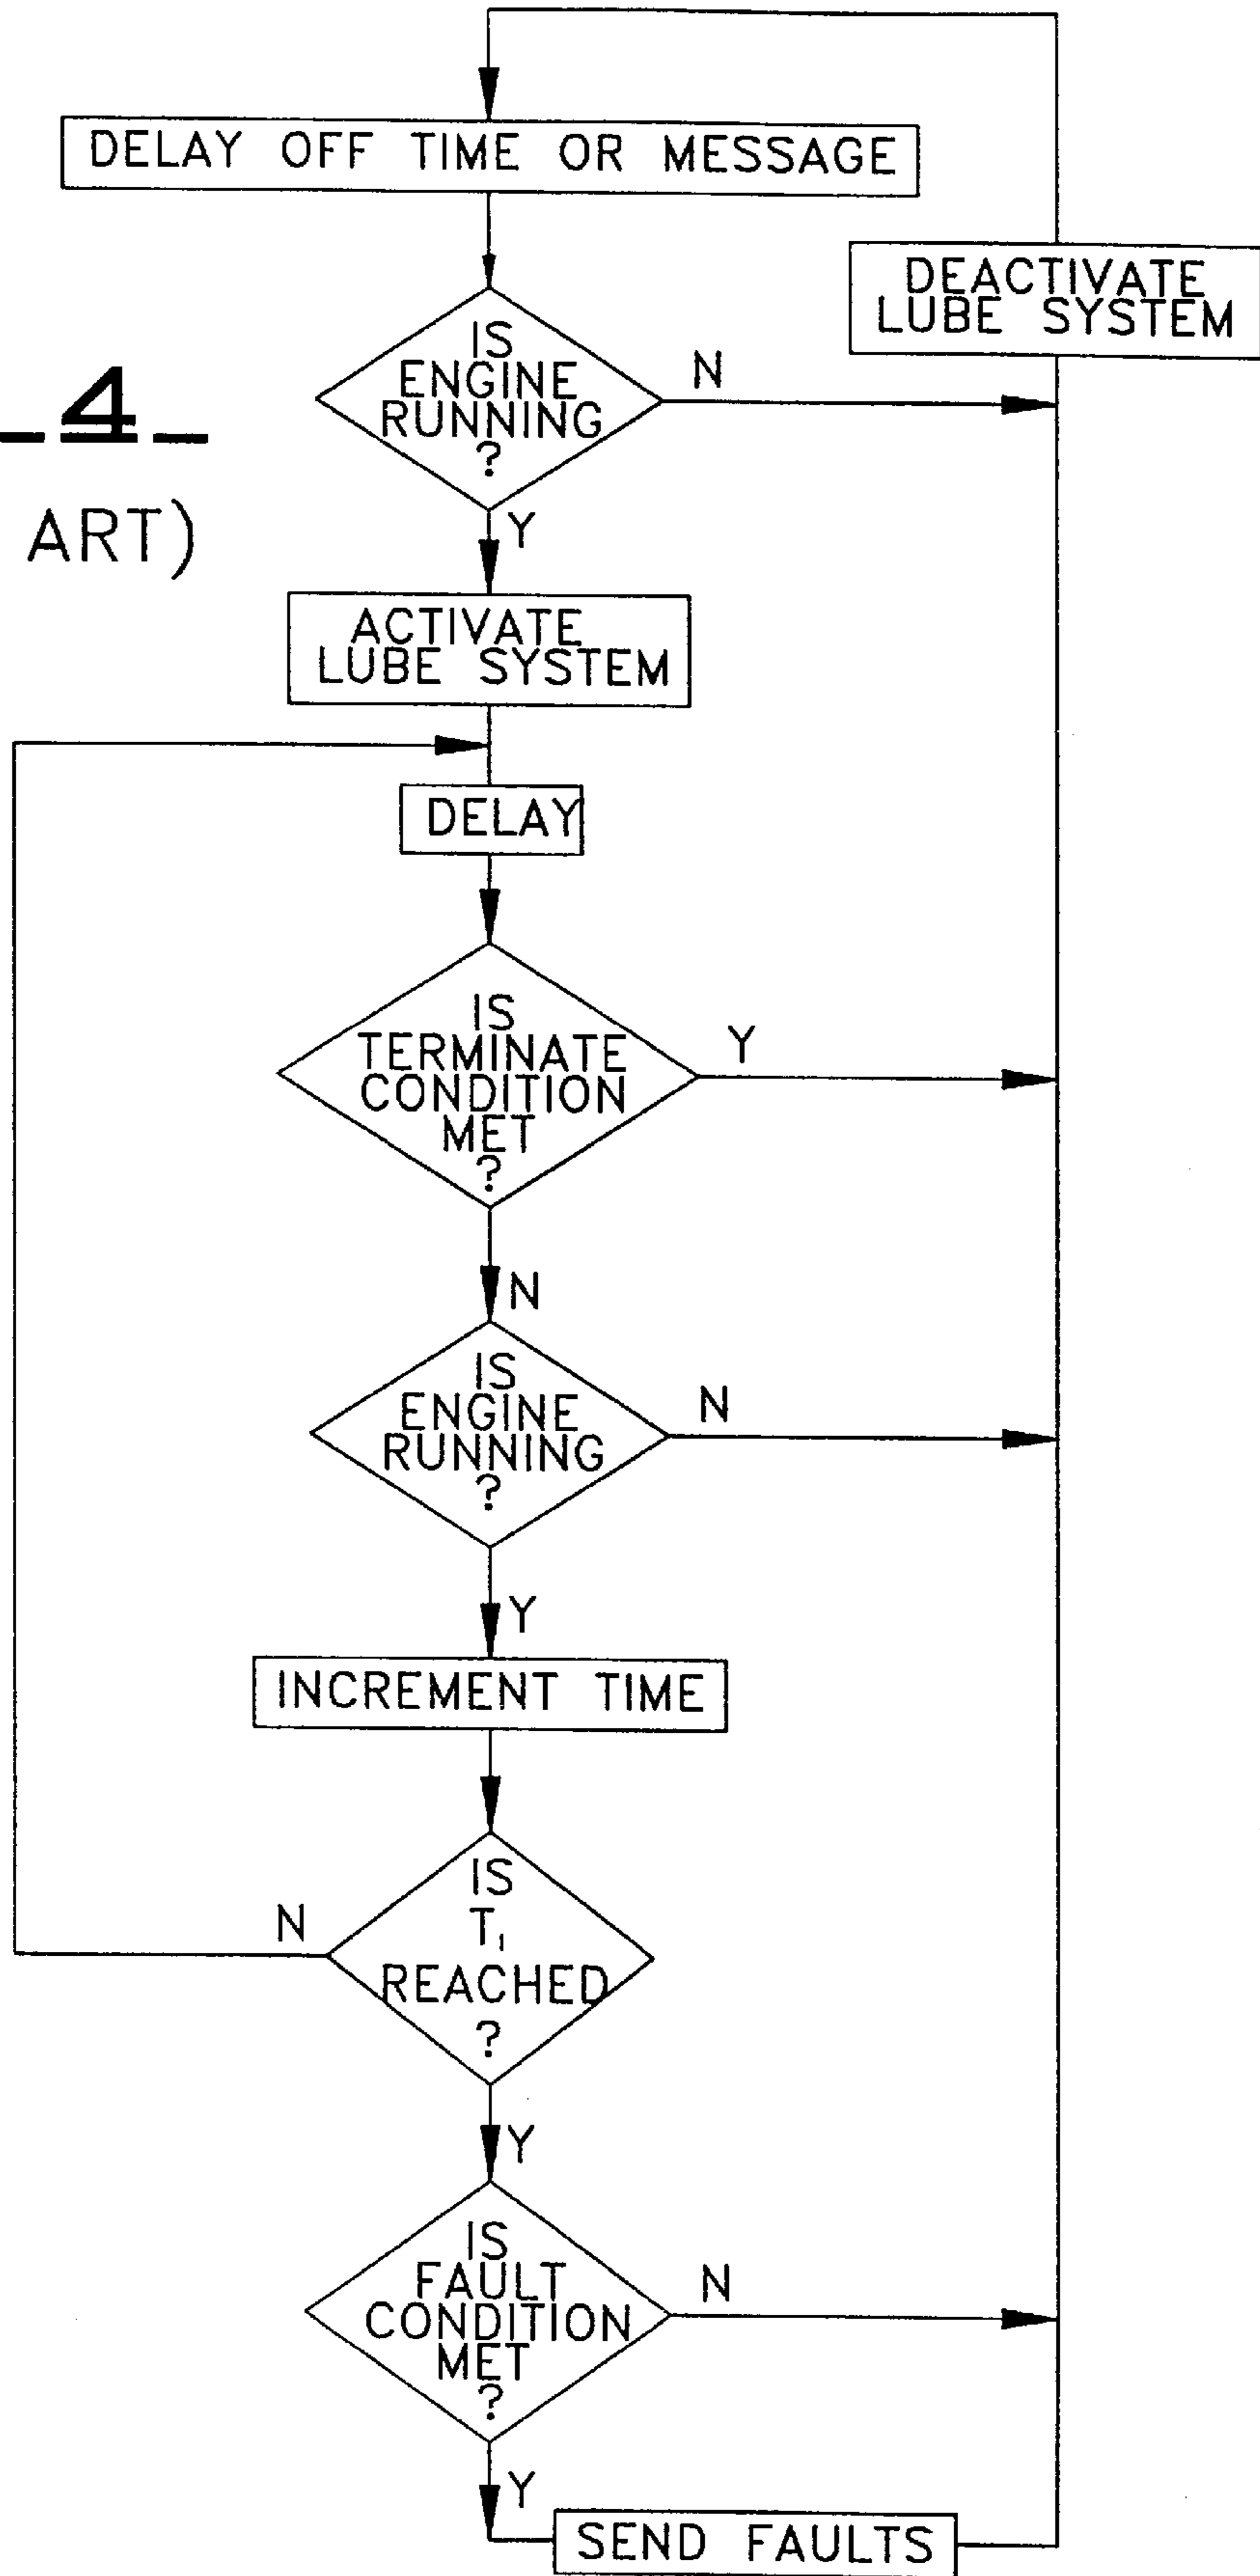 DELAY OFF TIME OR MESSAGE
DEACTIVATE
LUBE SYSTEM
IS
ENGINE
RUNNING
?
N
4
ART)
Y
ACTIVATE
LUBE SYSTEM
DELAY
IS
TERMINATE
CONDITION
MET
?
Y
N
IS
ENGINE
RUNNING
?
N
Y
INCREMENT TIME
IS
T₁
REACHED
?
N
Y
IS
FAULT
CONDITION
MET
?
N
Y
SEND FAULTS